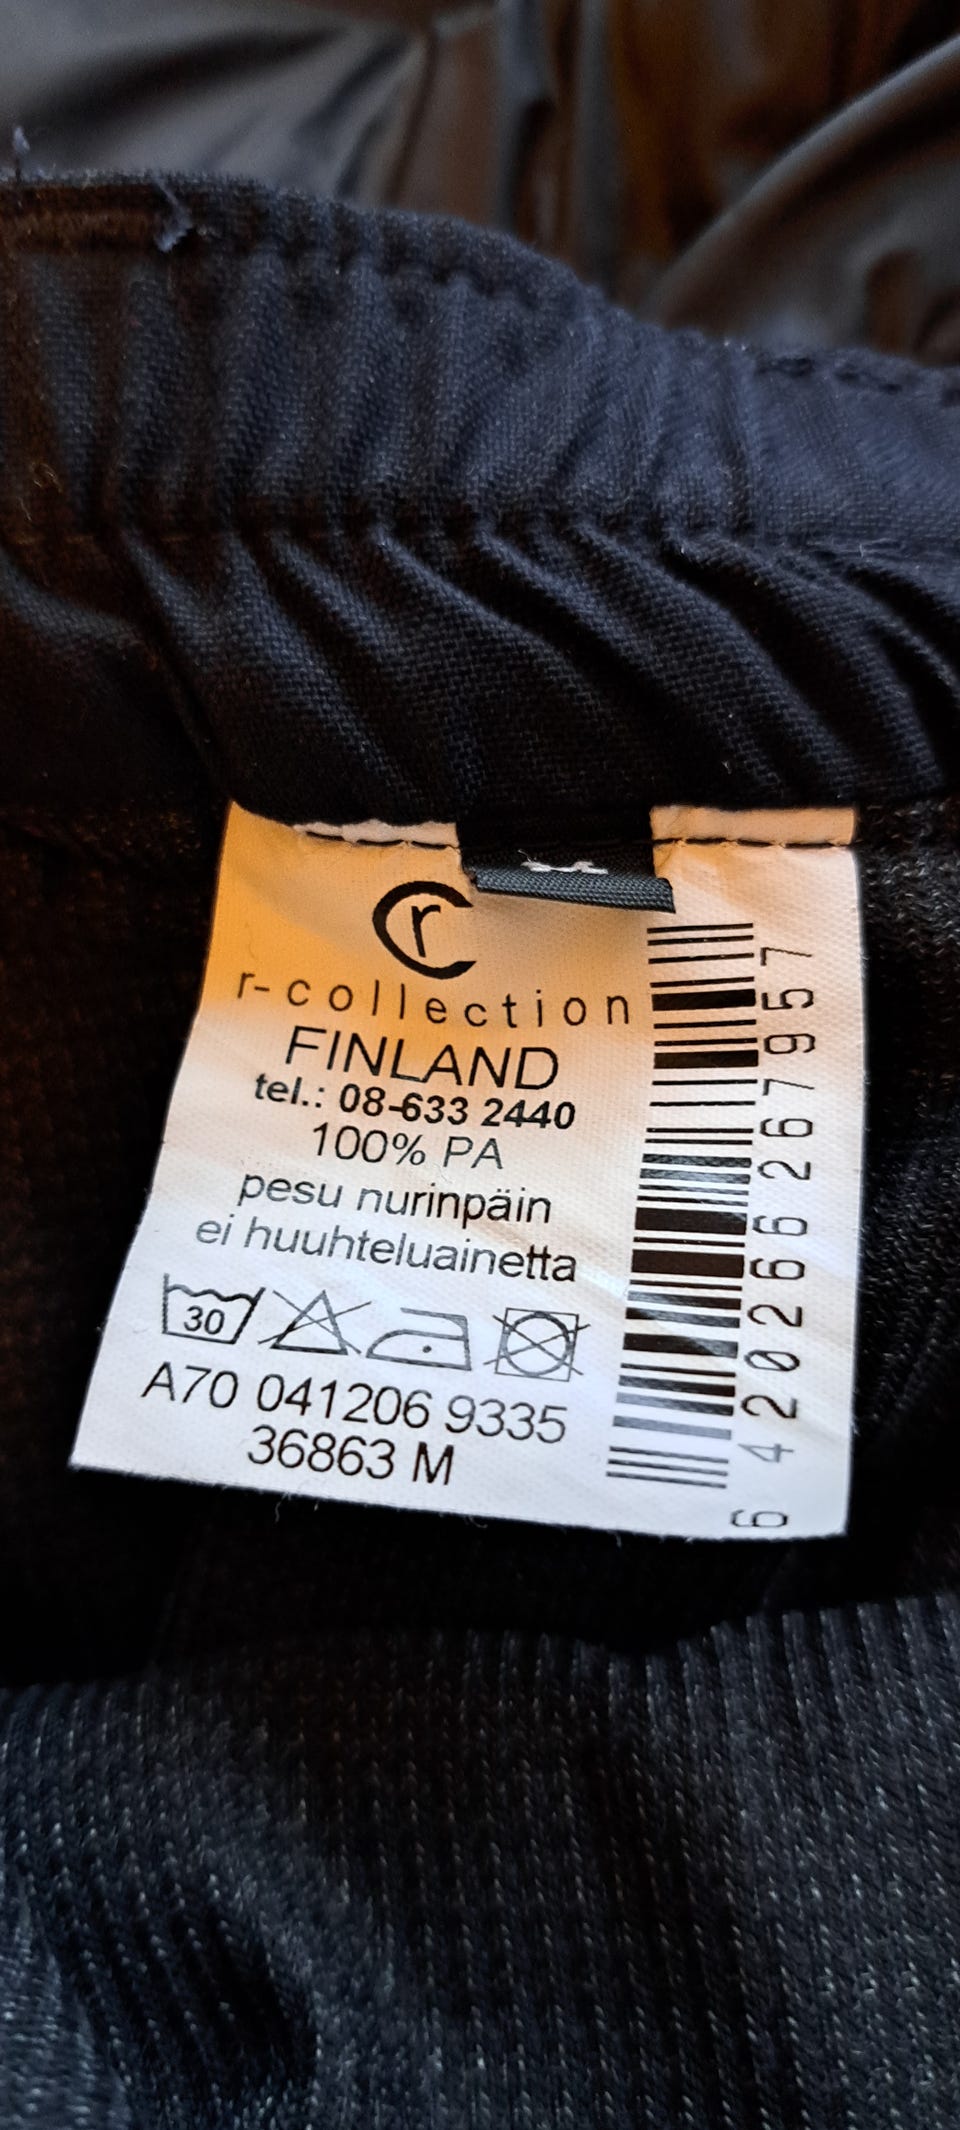 r
r-collection
FINLAND
tel.: 08-633 2440
100% PA
pesu nurinpäin
ei huuhteluainetta
30
A70 041206 9335
36863 M
6 420266 267957